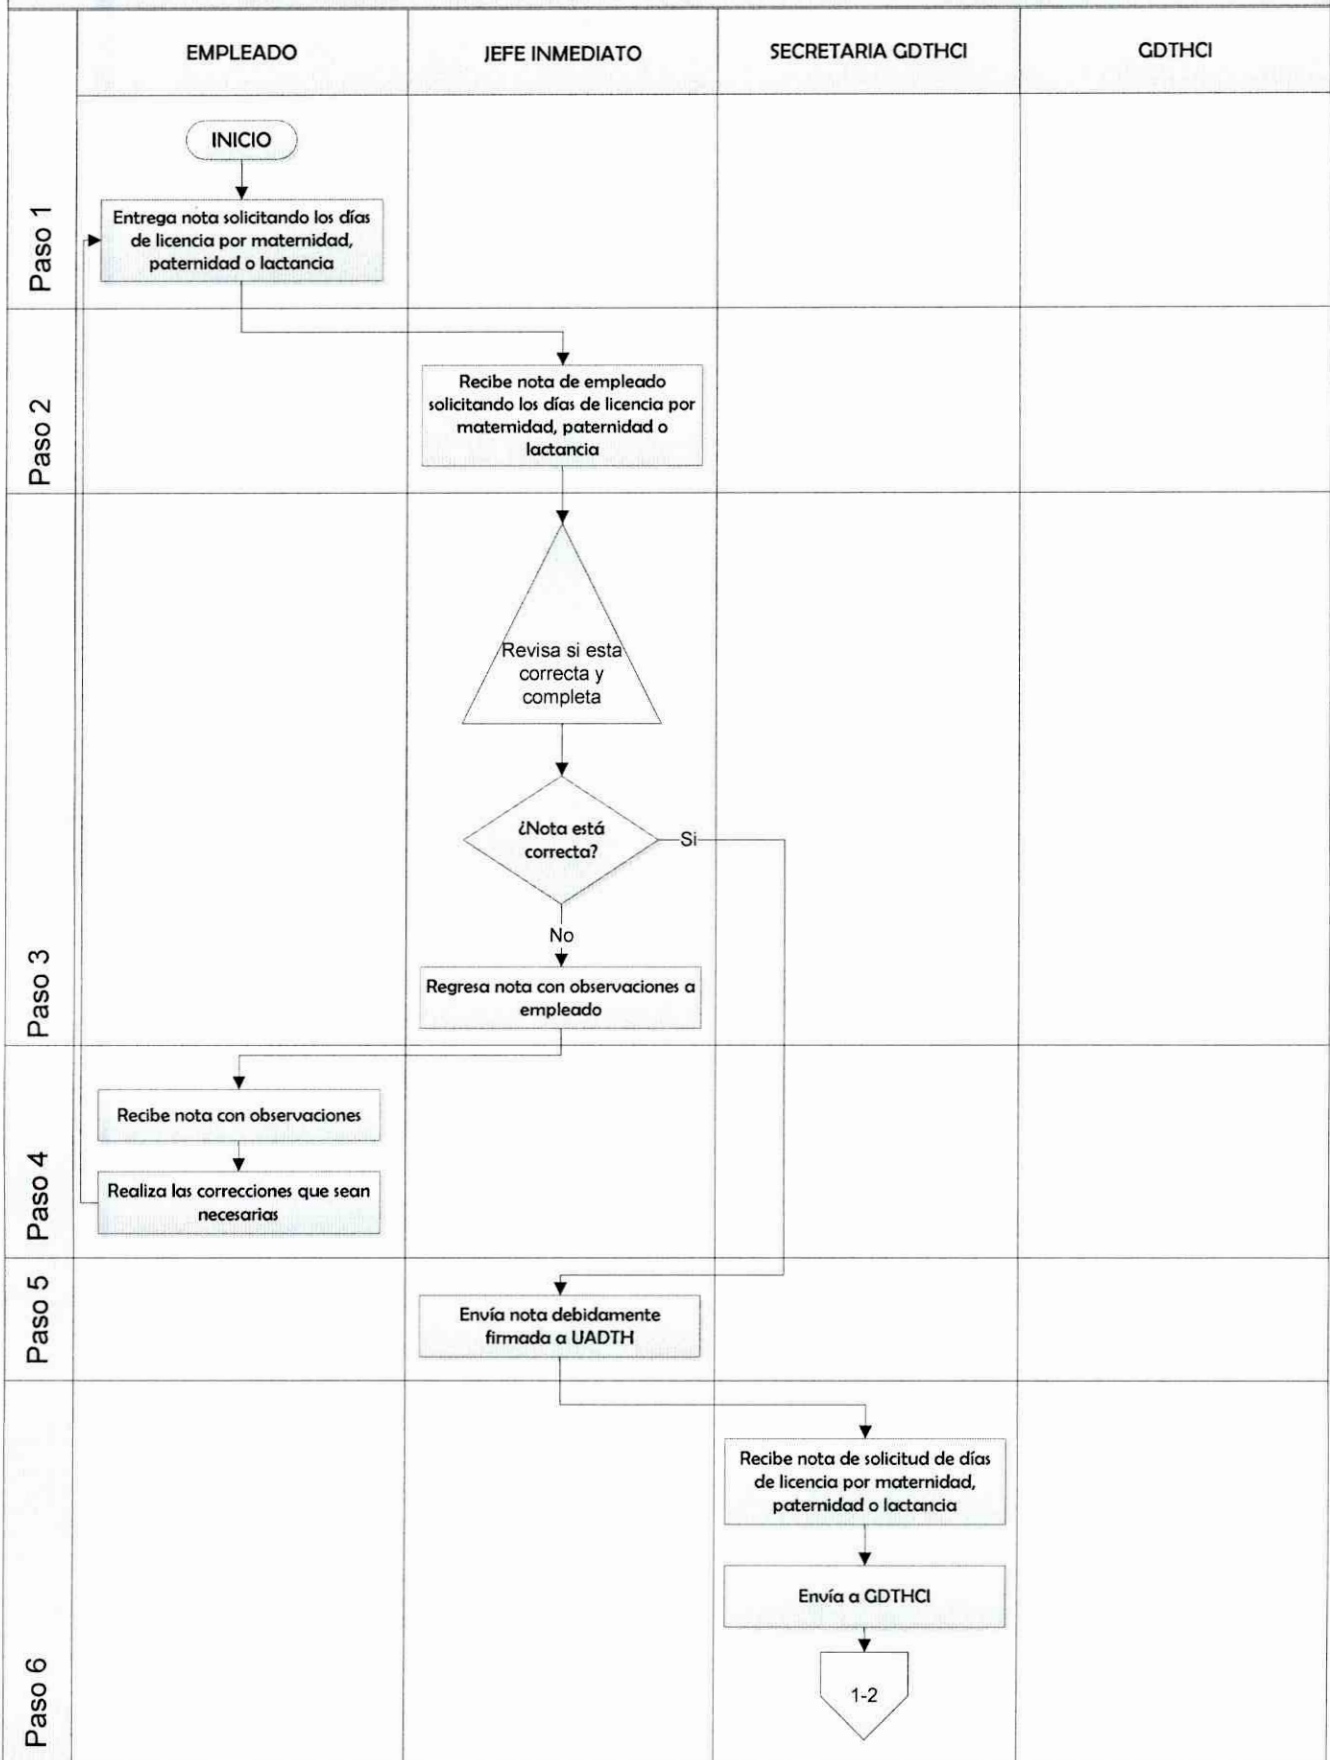 EMPLEADO
JEFE INMEDIATO
SECRETARIA GDTHCI
GDTHCI
Paso 1
INICIO
Entrega nota solicitando los días
de licencia por maternidad,
paternidad o lactancia
Paso 2
Recibe nota de empleado
solicitando los días de licencia por
maternidad, paternidad o
lactancia
Paso 3
Revisa si esta
correcta y
completa
¿Nota está
correcta?
Si
No
Regresa nota con observaciones a
empleado
Paso 4
Recibe nota con observaciones
Realiza las correcciones que sean
necesarias
Paso 5
Envía nota debidamente
firmada a UADTH
Paso 6
Recibe nota de solicitud de días
de licencia por maternidad,
paternidad o lactancia
Envía a GDTHCI
1-2